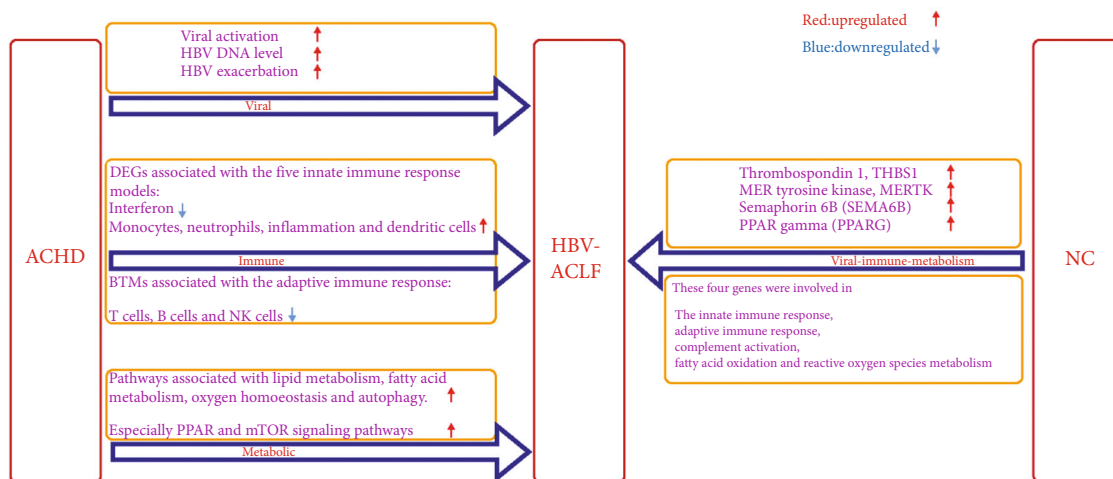 Red:upregulated
Blue:downregulated
ACHD
Viral activation
HBV DNA level
HBV exacerbation
Viral
DEGs associated with the five innate immune response
models:
Interferon
Monocytes, neutrophils, inflammation and dendritic cells
Immune
BTMs associated with the adaptive immune response:
T cells, B cells and NK cells
Pathways associated with lipid metabolism, fatty acid
metabolism, oxygen homoeostasis and autophagy.
Especially PPAR and mTOR signaling pathways
Metabolic
HBV-
ACLF
Thrombospondin 1, THBS1
MER tyrosine kinase, MERTK
Semaphorin 6B (SEMA6B)
PPAR gamma (PPARG)
Viral-immune-metabolism
These four genes were involved in
The innate immune response,
adaptive immune response,
complement activation,
fatty acid oxidation and reactive oxygen species metabolism
NC